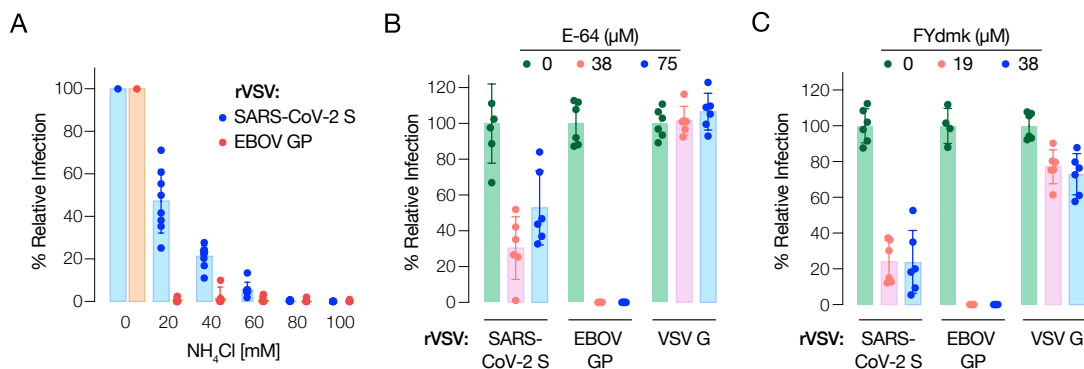 A
% Relative Infection
100
80
60
40
20
0
rVSV:
SARS-CoV-2 S
EBOV GP
0 20 40 60 80 100
NH₄Cl [mM]
B
E-64 (µM)
0 38 75
% Relative Infection
120
100
80
60
40
20
0
rVSV: SARS- EBOV VSV G
CoV-2 S GP
C
FYdmk (µM)
0 19 38
% Relative Infection
120
100
80
60
40
20
0
rVSV: SARS- EBOV VSV G
CoV-2 S GP